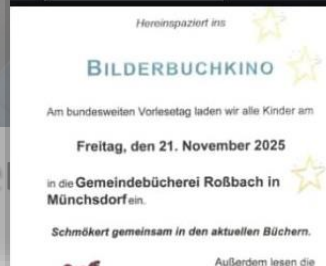 Hereinspaziert ins
BILDERBUCHKINO
Am bundesweiten Vorlesetag laden wir alle Kinder am
Freitag, den 21. November 2025
in die Gemeindebücherei Roßbach in
Münchsdorf ein.
Schmökert gemeinsam in den aktuellen Büchern.
Außerdem lesen die